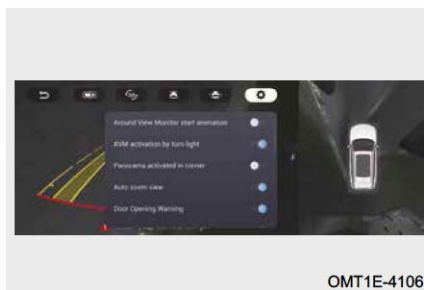 Around View Monitor start animation
AVM activation by turn light
Panorama activated in corner
Auto zoom view
Door Opening Warning
F
OMT1E-4106